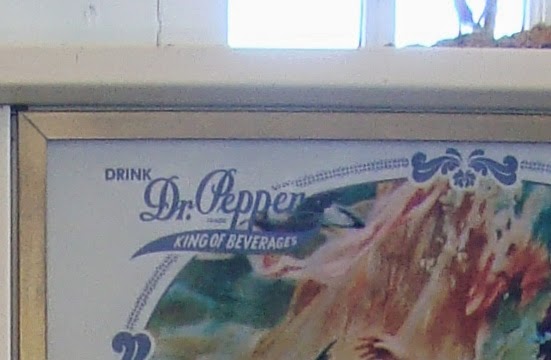 DRINK
Dr. Pepper
KING OF BEVERAGES